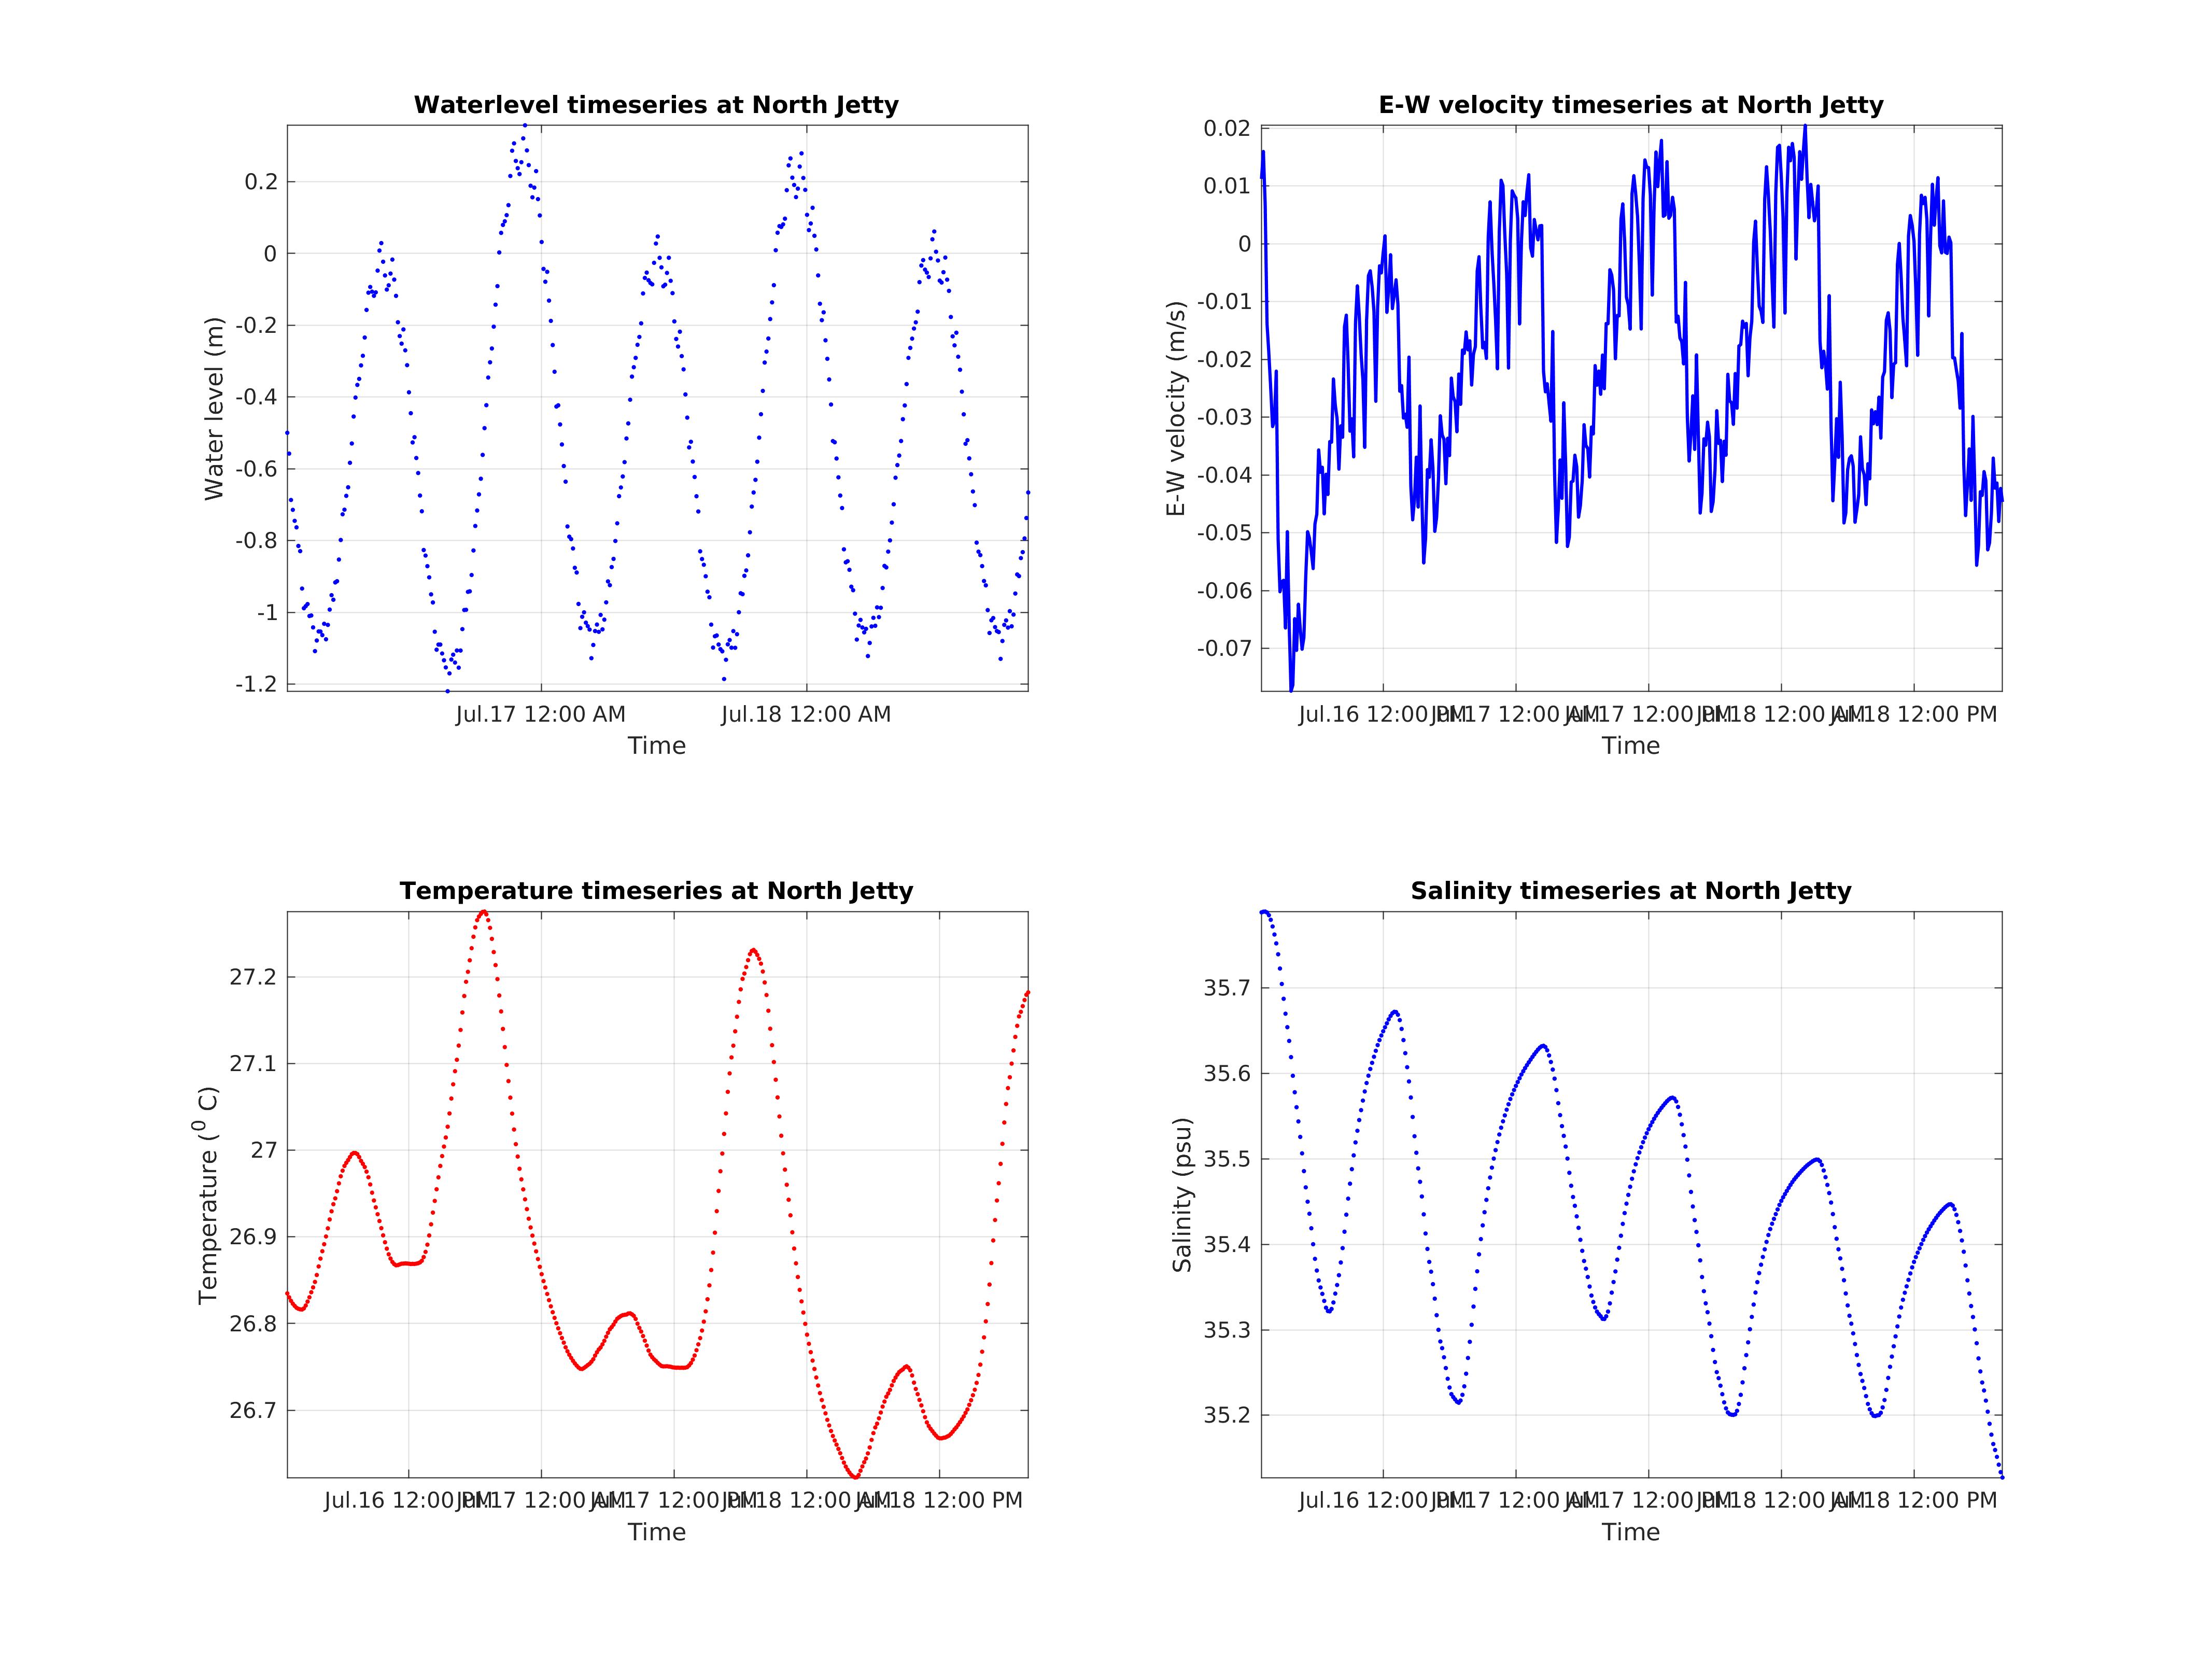 Waterlevel timeseries at North Jetty
0.2
0
-0.2
-0.4
-0.6
-0.8
-1
-1.2
Water level (m)
Jul.17 12:00 AM
Jul.18 12:00 AM
Time
E-W velocity timeseries at North Jetty
0.02
0.01
0
-0.01
-0.02
-0.03
-0.04
-0.05
-0.06
-0.07
E-W velocity (m/s)
Jul.16 12:00 PM
Jul.17 12:00 AM
Jul.17 12:00 PM
Jul.18 12:00 AM
Jul.18 12:00 PM
Time
Temperature timeseries at North Jetty
27.2
27.1
27
26.9
26.8
26.7
Temperature (⁰ C)
Jul.16 12:00 PM
Jul.17 12:00 AM
Jul.17 12:00 PM
Jul.18 12:00 AM
Jul.18 12:00 PM
Time
Salinity timeseries at North Jetty
35.7
35.6
35.5
35.4
35.3
35.2
Salinity (psu)
Jul.16 12:00 PM
Jul.17 12:00 AM
Jul.17 12:00 PM
Jul.18 12:00 AM
Jul.18 12:00 PM
Time